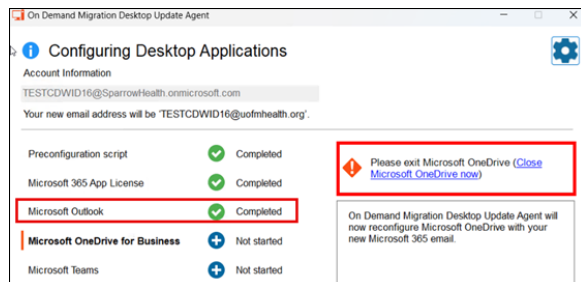 On Demand Migration Desktop Update Agent
Configuring Desktop Applications
Account Information
TESTCDWID16@SparrowHealth.onmicrosoft.com
Your new email address will be 'TESTCDWID16@uofmhealth.org'.
Preconfiguration script Completed
Microsoft 365 App License Completed
Microsoft Outlook Completed
Microsoft OneDrive for Business Not started
Microsoft Teams Not started
Please exit Microsoft OneDrive (Close
Microsoft OneDrive now)
On Demand Migration Desktop Update Agent will
now reconfigure Microsoft OneDrive with your
new Microsoft 365 email.